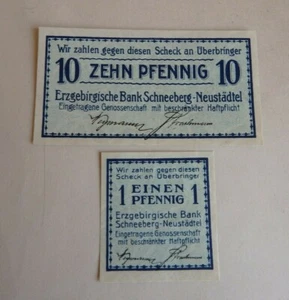 Wir zahlen gegen diesen Scheck an Überbringer
10 ZEHN PFENNIG 10
Erzgebirgische Bank Schneeberg-Neustädtel
Eingetragene Genossenschaft mit beschränkter Haftpflicht
Wir zahlen gegen diesen
Scheck an Überbringer
1 EINEN 1
PFENNIG
Erzgebirgische Bank
Schneeberg-Neustädtel
Eingetragene Genossenschaft
mit beschränkter Haftpflicht